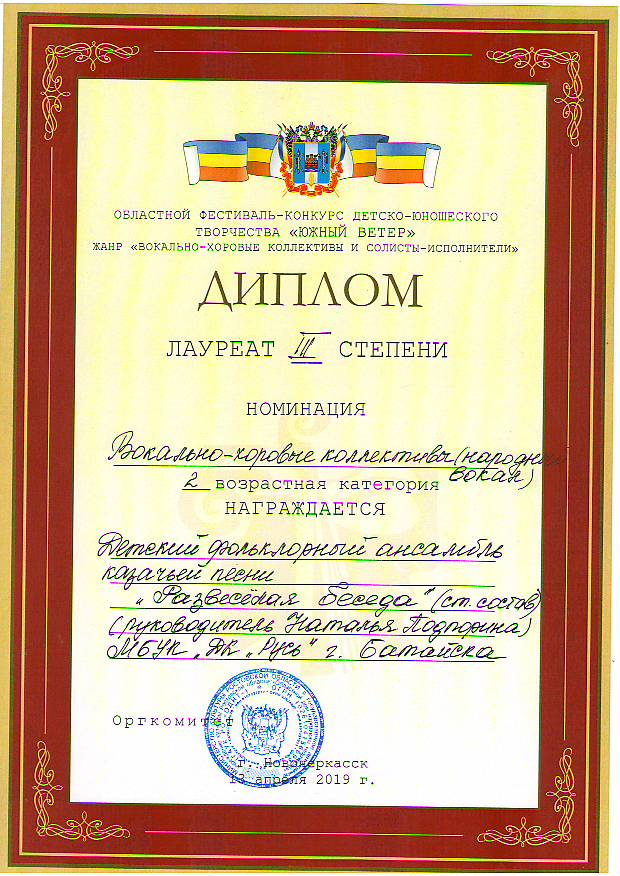 ОБЛАСТНОЙ ФЕСТИВАЛЬ-КОНКУРС ДЕТСКО-ЮНОШЕСКОГО
ТВОРЧЕСТВА «ЮЖНЫЙ ВЕТЕР»
ЖАНР «ВОКАЛЬНО-ХОРОВЫЕ КОЛЛЕКТИВЫ И СОЛИСТЫ-ИСПОЛНИТЕЛИ»
ДИПЛОМ
ЛАУРЕАТ III СТЕПЕНИ
НОМИНАЦИЯ
Вокально-хоровые коллективы (народный
вокал)
2 возрастная категория
НАГРАЖДАЕТСЯ
Детский фольклорный ансамбль
казачьей песни
"Развесёлая беседа" (ст. состав)
(руководитель Наталья Подпорина)
МБУК "ДК "Русь" г. Батайска
Оргкомитет
г. Новочеркасск
13 апреля 2019 г.